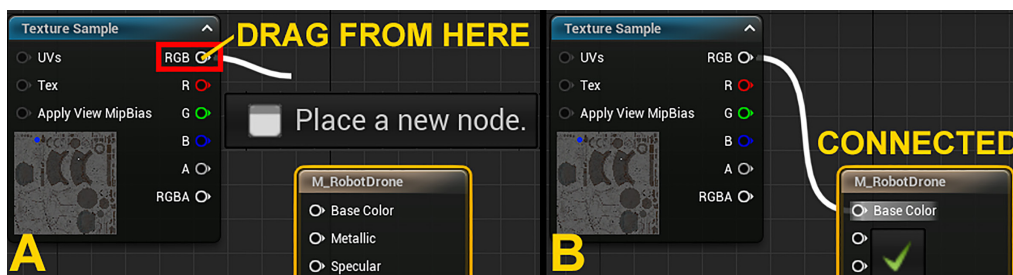 Texture Sample
UVs
RGB
DRAG FROM HERE
Tex
R
Apply View MipBias
G
Place a new node.
B
A
RGBA
M_RobotDrone
Base Color
Metallic
Specular
A
Texture Sample
UVs
RGB
Tex
R
Apply View MipBias
G
B
CONNECTED
A
RGBA
M_RobotDrone
Base Color
B